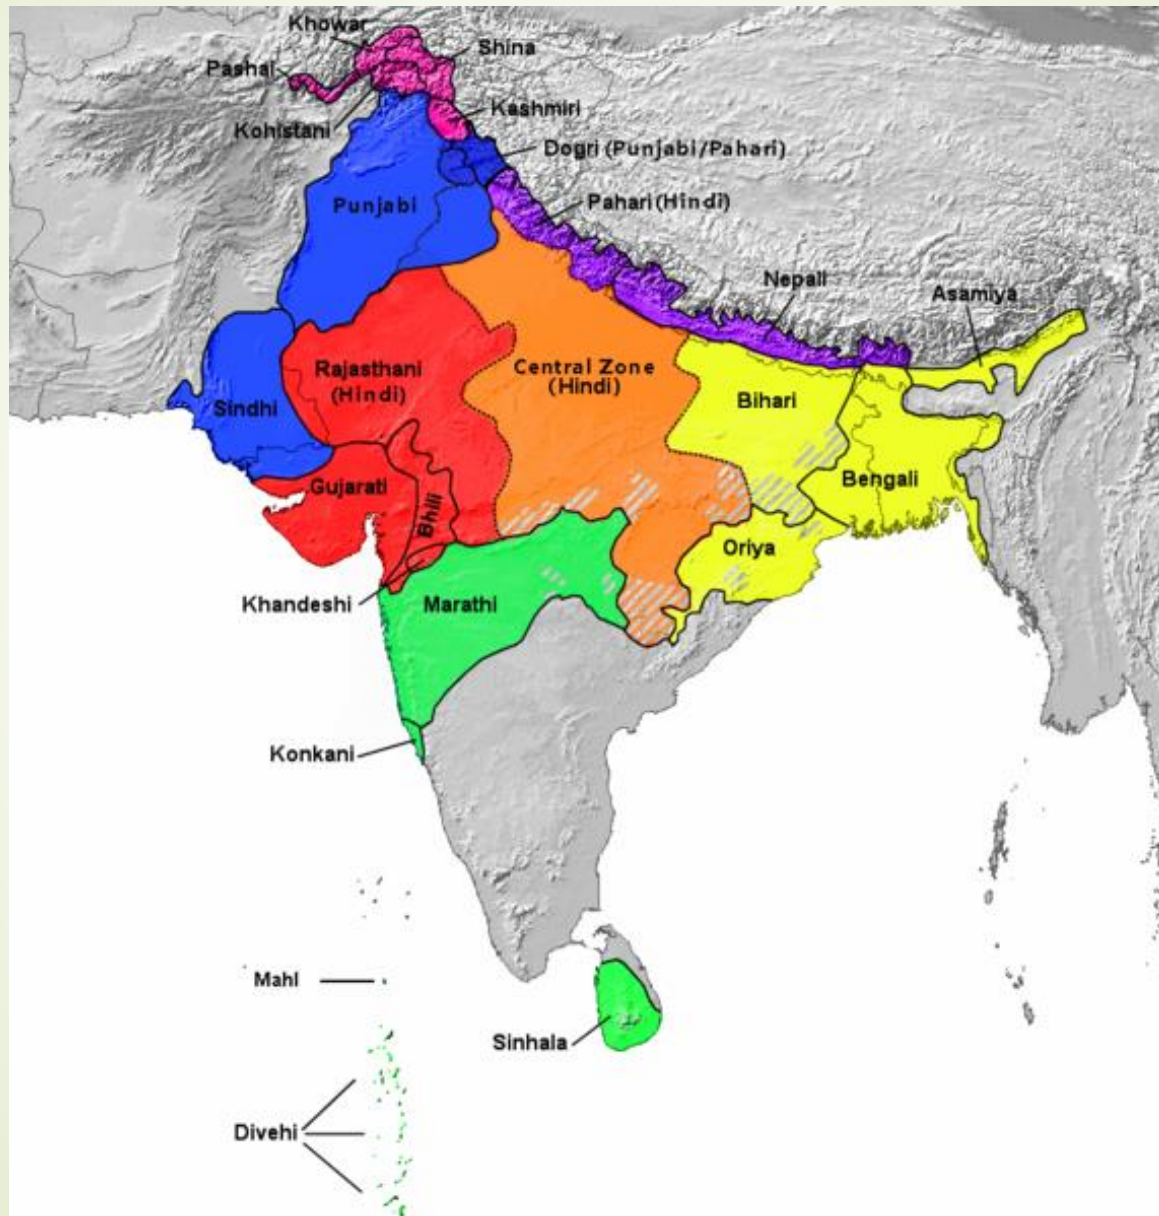 Khowar
Shina
Pashai
Kashmiri
Kohistani
Dogri (Punjabi/Pahari)
Punjabi
Pahari (Hindi)
Nepali
Asamiya
Rajasthani
(Hindi)
Central Zone
(Hindi)
Bihari
Sindhi
Gujarati
Bhili
Bengali
Oriya
Khandeshi
Marathi
Konkani
Mahl
Sinhala
Divehi